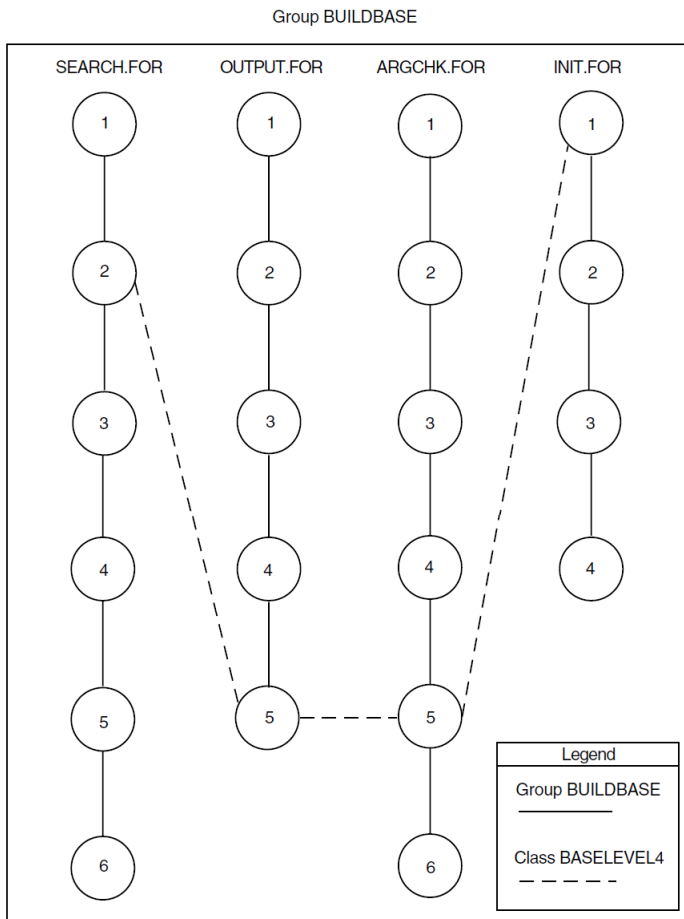 Group BUILDBASE
SEARCH.FOR OUTPUT.FOR ARGCHK.FOR INIT.FOR
1 1 1 1
2 2 2 2
3 3 3 3
4 4 4 4
5 5 5
6 6
Legend
Group BUILDBASE
Class BASELEVEL4